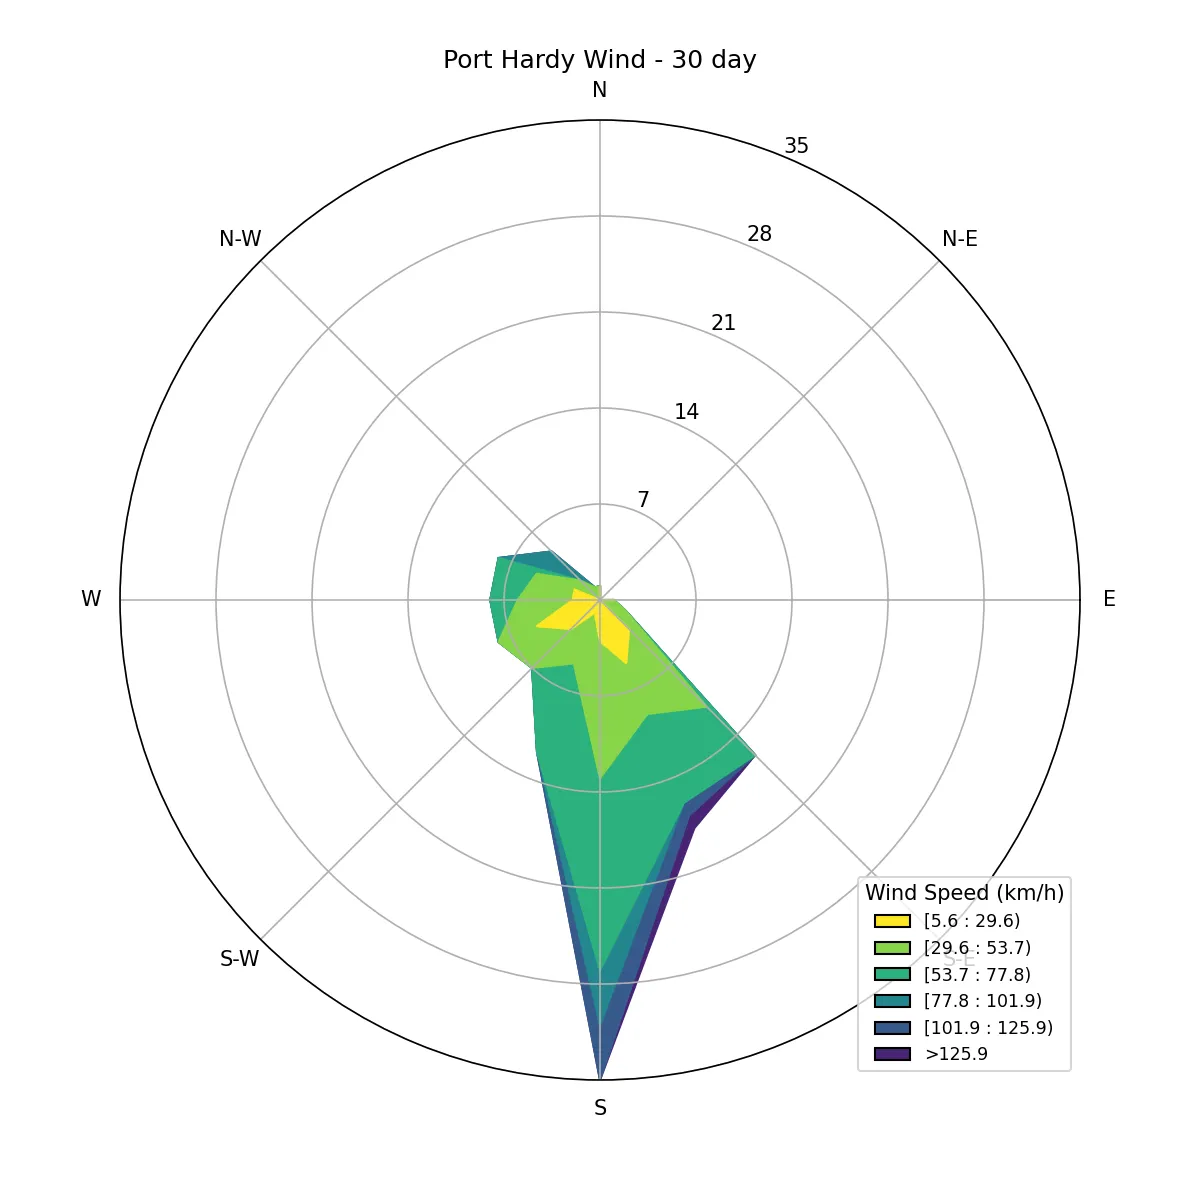 Port Hardy Wind - 30 day
N
35
N-W
N-E
28
21
14
7
W
E
S-W
S-E
Wind Speed (km/h)
[5.6 : 29.6)
[29.6 : 53.7)
[53.7 : 77.8)
[77.8 : 101.9)
[101.9 : 125.9)
>125.9
S